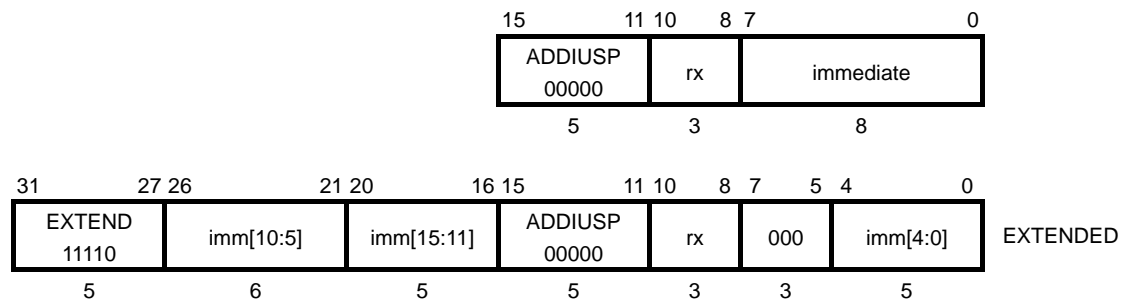 15 11 10 8 7 0
ADDIUSP
00000
rx
immediate
5 3 8
31 27 26 21 20 16 15 11 10 8 7 5 4 0
EXTEND
11110
imm[10:5]
imm[15:11]
ADDIUSP
00000
rx
000
imm[4:0]
EXTENDED
5 6 5 5 3 3 5